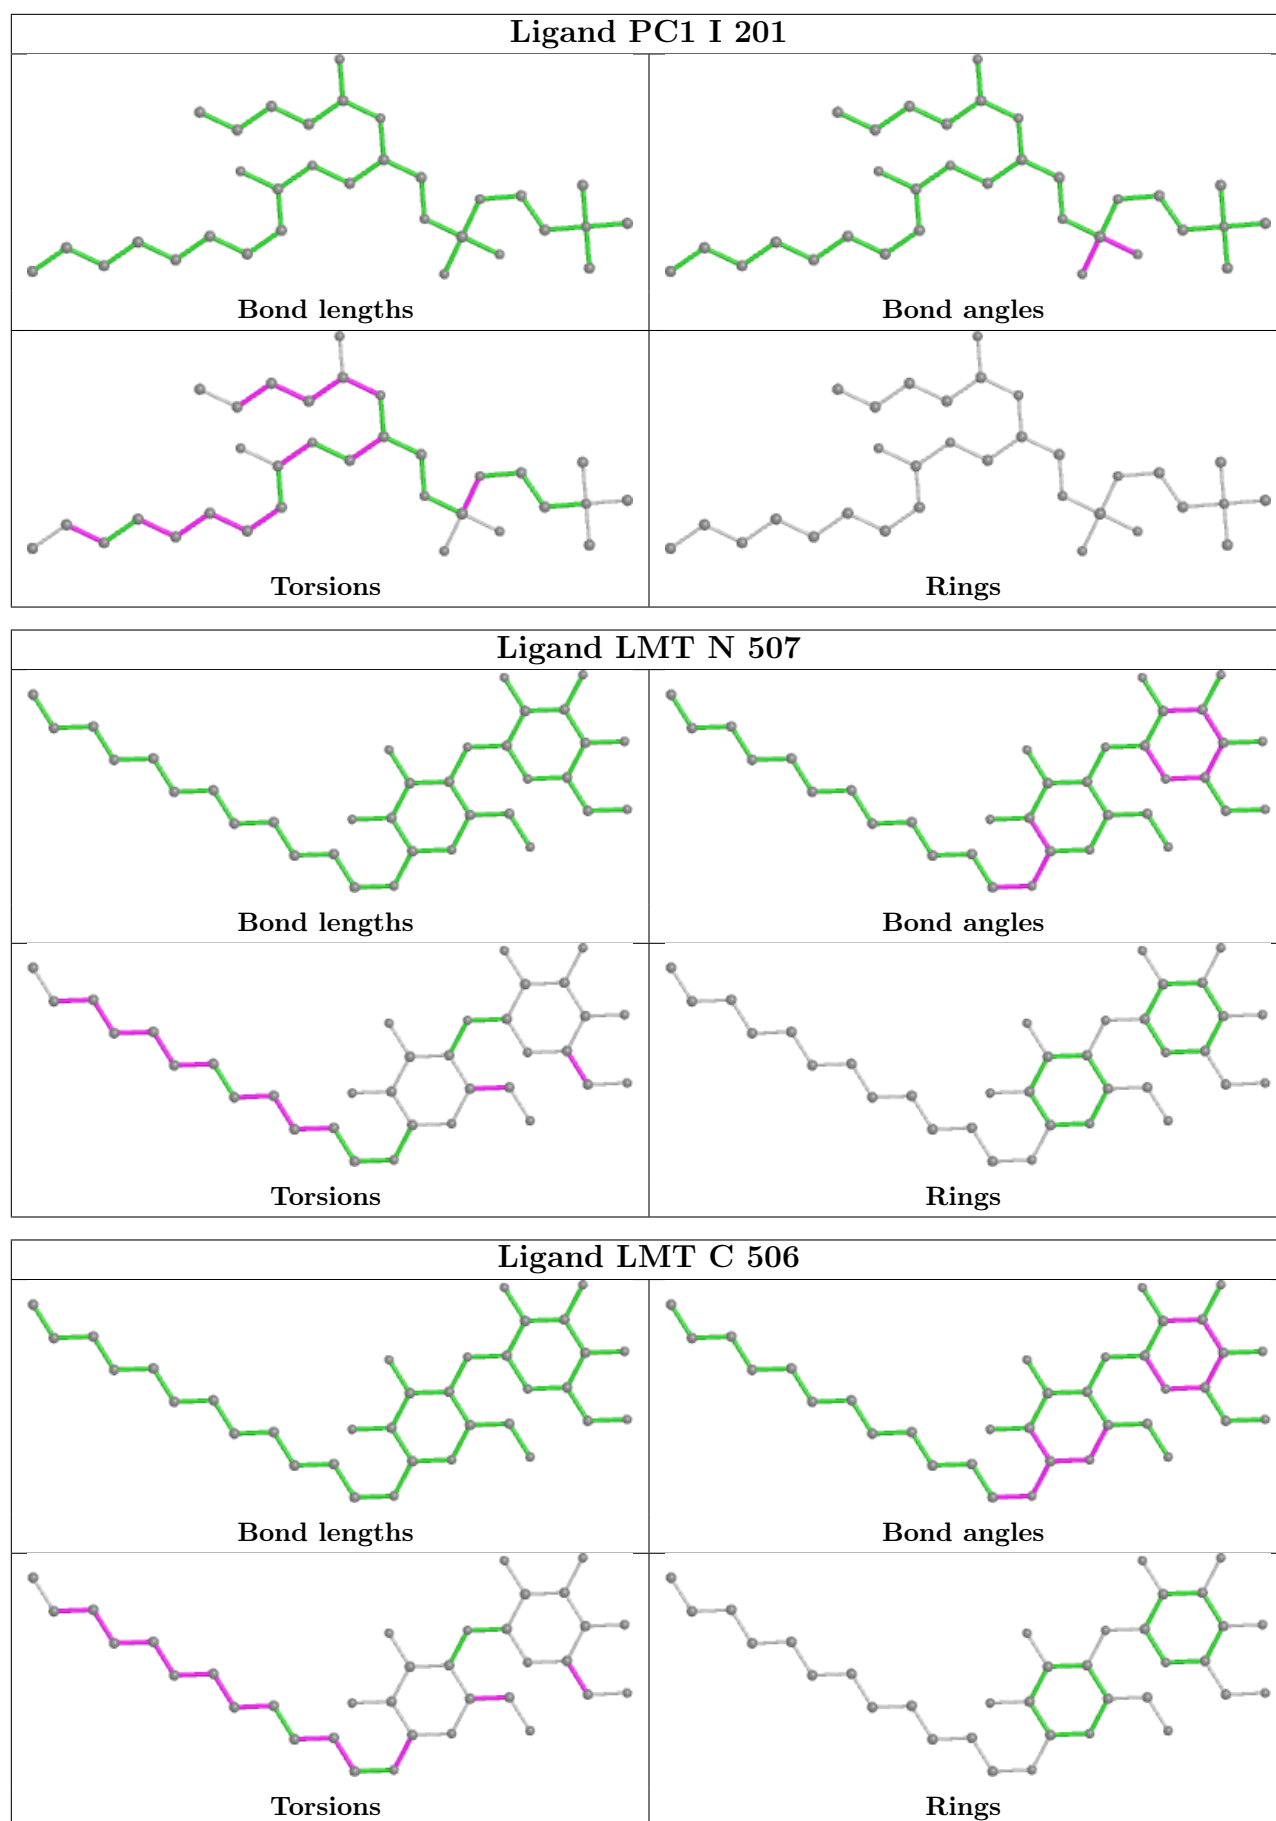 Ligand PC1 I 201
Bond lengths
Bond angles
Torsions
Rings
Ligand LMT N 507
Bond lengths
Bond angles
Torsions
Rings
Ligand LMT C 506
Bond lengths
Bond angles
Torsions
Rings